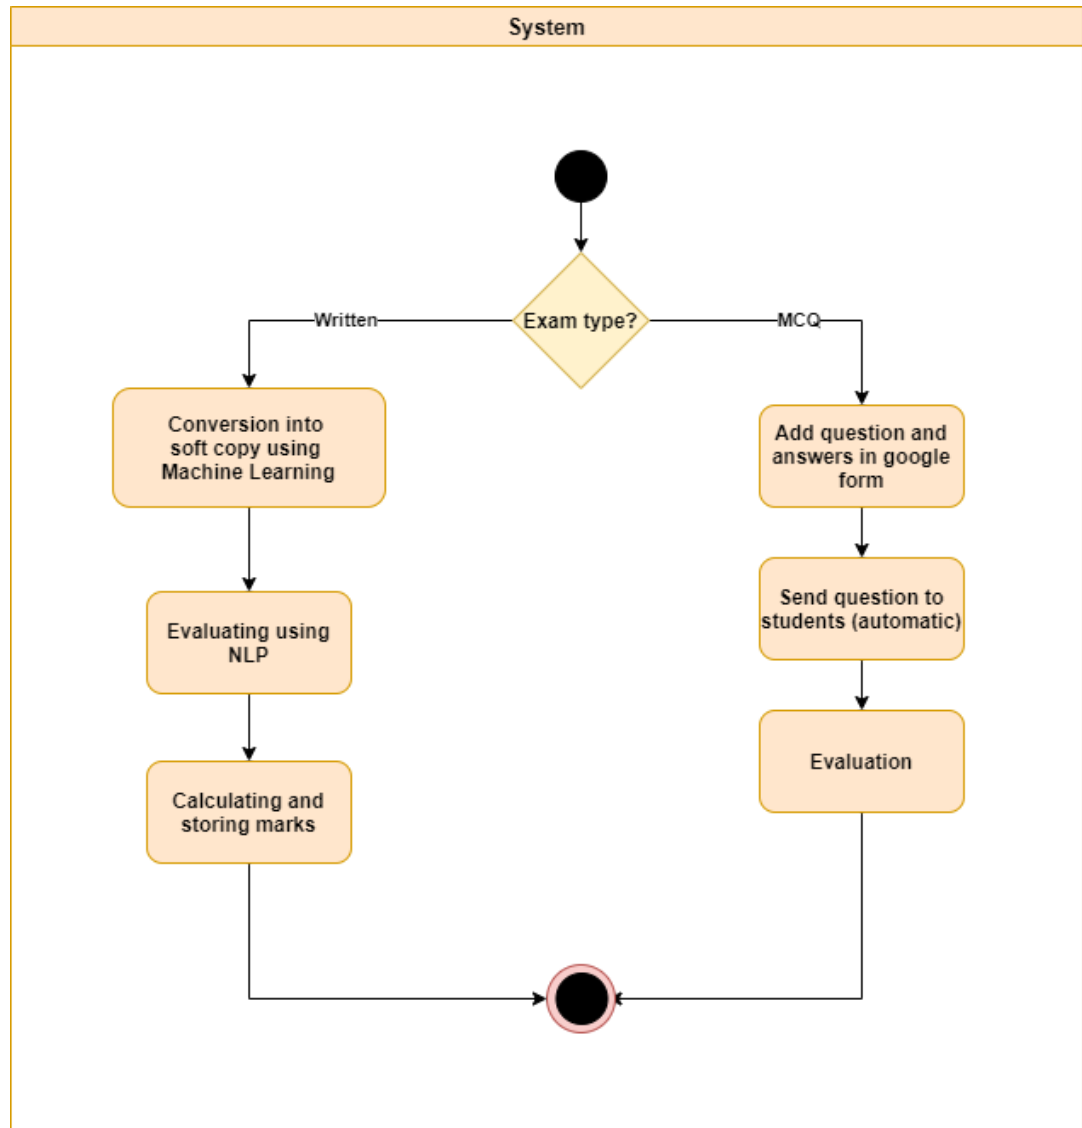 System
Exam type?
Written
MCQ
Conversion into
soft copy using
Machine Learning
Evaluating using
NLP
Calculating and
storing marks
Add question and
answers in google
form
Send question to
students (automatic)
Evaluation